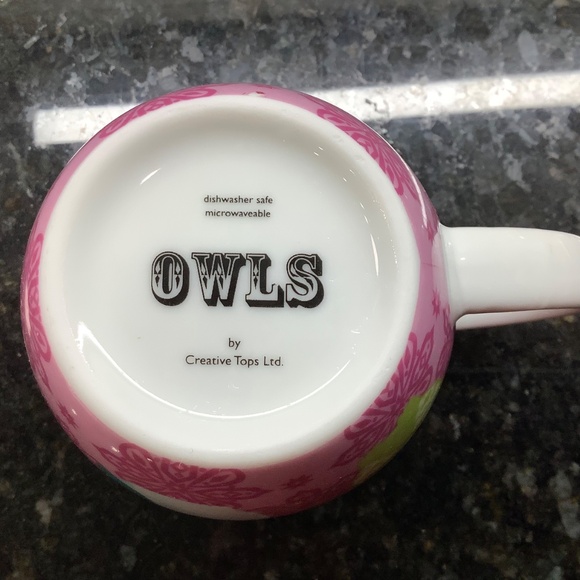 dishwasher safe
microwaveable
OWLS
by
Creative Tops Ltd.